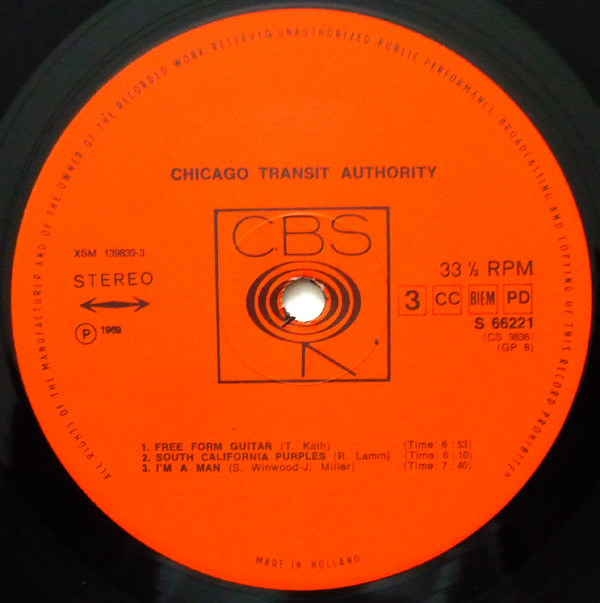 ALL RIGHTS OF THE MANUFACTURER AND OF THE OWNER OF THE RECORDED WORK RESERVED. UNAUTHORIZED PUBLIC PERFORMANCE, BROADCASTING AND COPYING OF THIS RECORD PROHIBITED
CHICAGO TRANSIT AUTHORITY
CBS
XSM 139839-3
STEREO
33 ⅓ RPM
3 CC BIEM PD
S 66221
(CS 9836)
(GP 8)
P 1969
1. FREE FORM GUITAR (T. Kath) (Time: 6 : 53)
2. SOUTH CALIFORNIA PURPLES (R. Lamm) (Time: 6 : 10)
3. I'M A MAN (S. Winwood-J. Miller) (Time: 7 : 40)
MADE IN HOLLAND